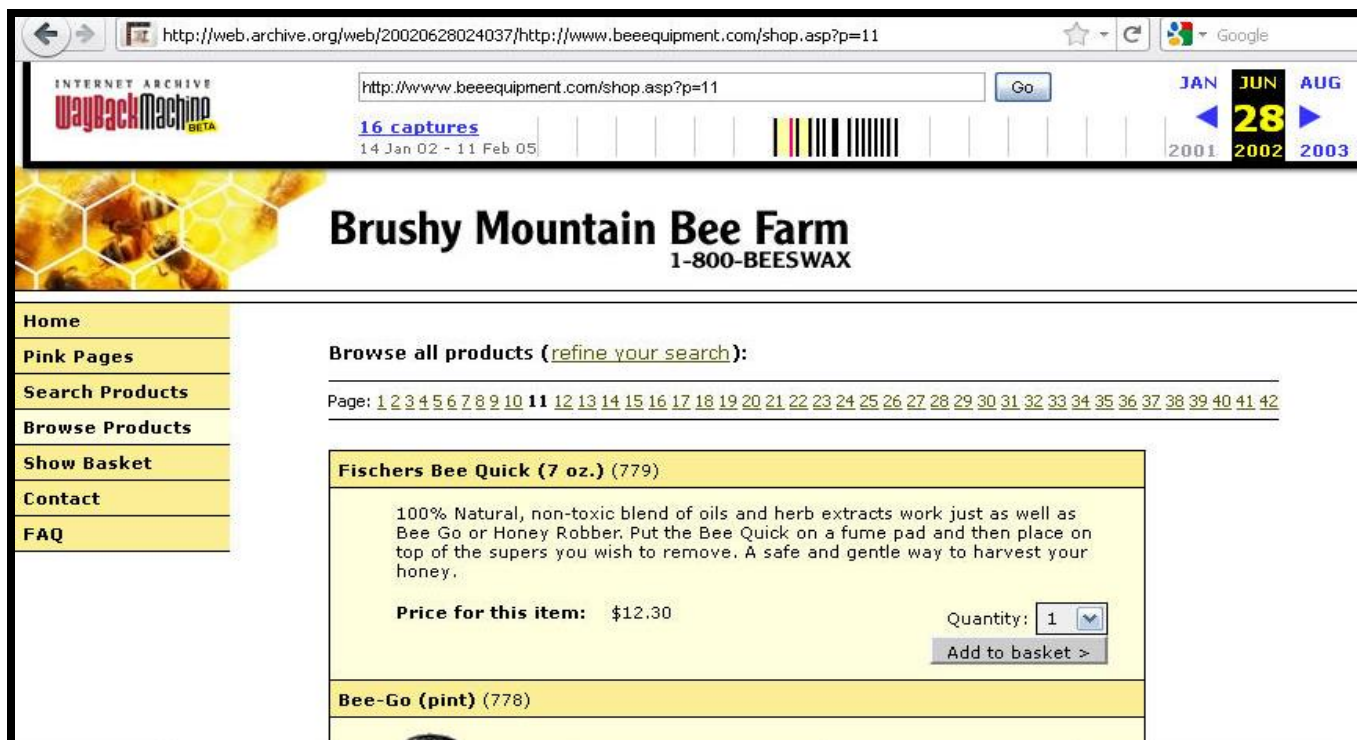 http://web.archive.org/web/20020628024037/http://www.beeequipment.com/shop.asp?p=11
Google
INTERNET ARCHIVE
WayBackMachine
BETA
http://www.beeequipment.com/shop.asp?p=11
Go
16 captures
14 Jan 02 - 11 Feb 05
JAN JUN AUG
28
2001 2002 2003
Brushy Mountain Bee Farm
1-800-BEESWAX
Home
Pink Pages
Search Products
Browse Products
Show Basket
Contact
FAQ
Browse all products (refine your search):
Page: 1 2 3 4 5 6 7 8 9 10 11 12 13 14 15 16 17 18 19 20 21 22 23 24 25 26 27 28 29 30 31 32 33 34 35 36 37 38 39 40 41 42
Fischers Bee Quick (7 oz.) (779)
100% Natural, non-toxic blend of oils and herb extracts work just as well as
Bee Go or Honey Robber. Put the Bee Quick on a fume pad and then place on
top of the supers you wish to remove. A safe and gentle way to harvest your
honey.
Price for this item: $12.30
Quantity: 1
Add to basket >
Bee-Go (pint) (778)